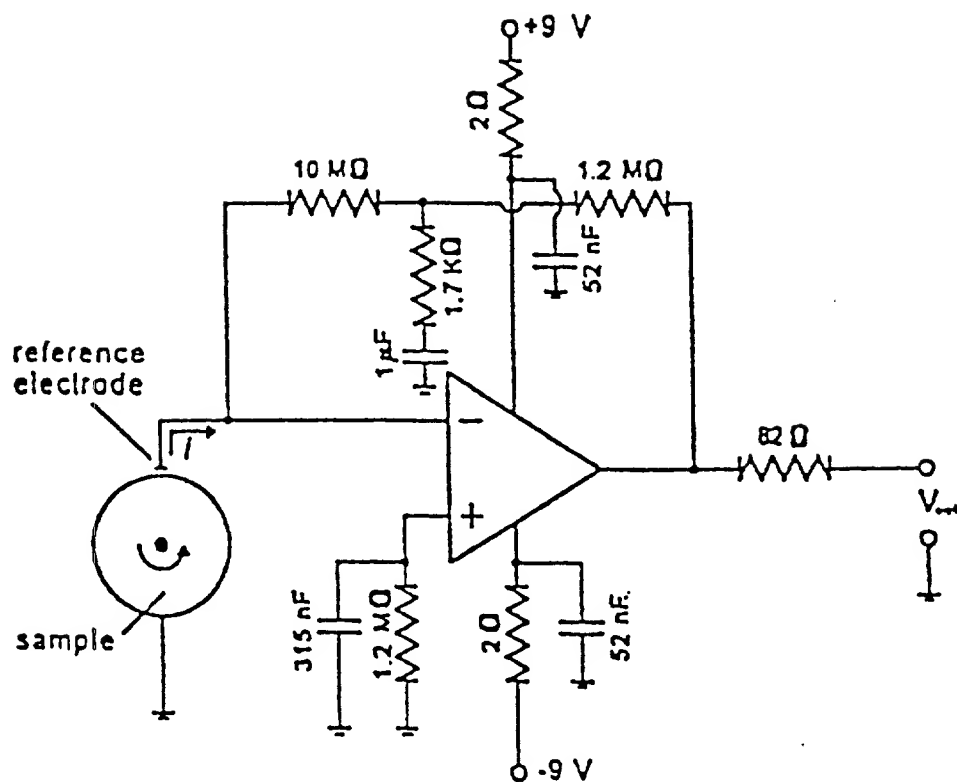 +9 V
2Ω
10 MΩ
1.2 MΩ
52 nF
1.7 KΩ
1 µF
reference
electrode
I
−
82 Ω
+
sample
315 nF
1.2 MΩ
2Ω
52 nF.
-9 V